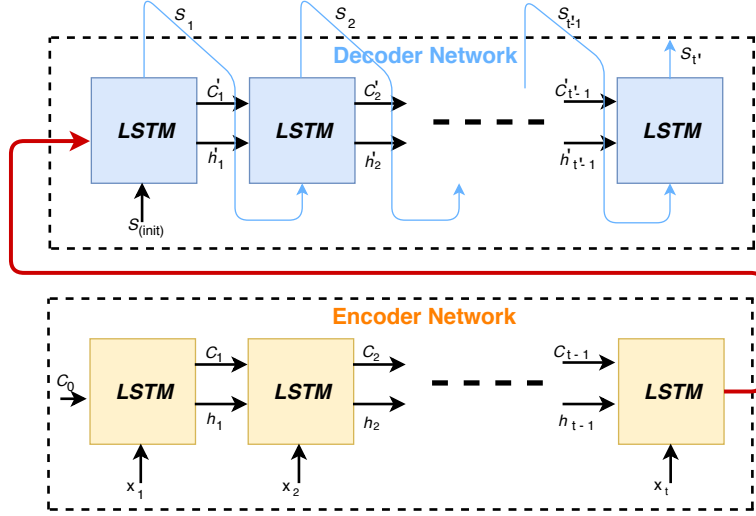 S1 S2 St'-1
Decoder Network
St'
C'1 C'2 C't'-1
LSTM LSTM LSTM
h'1 h'2 h't'-1
S(init)
Encoder Network
C1 C2 Ct-1
C0
LSTM LSTM LSTM
h1 h2 ht-1
x1 x2 xt